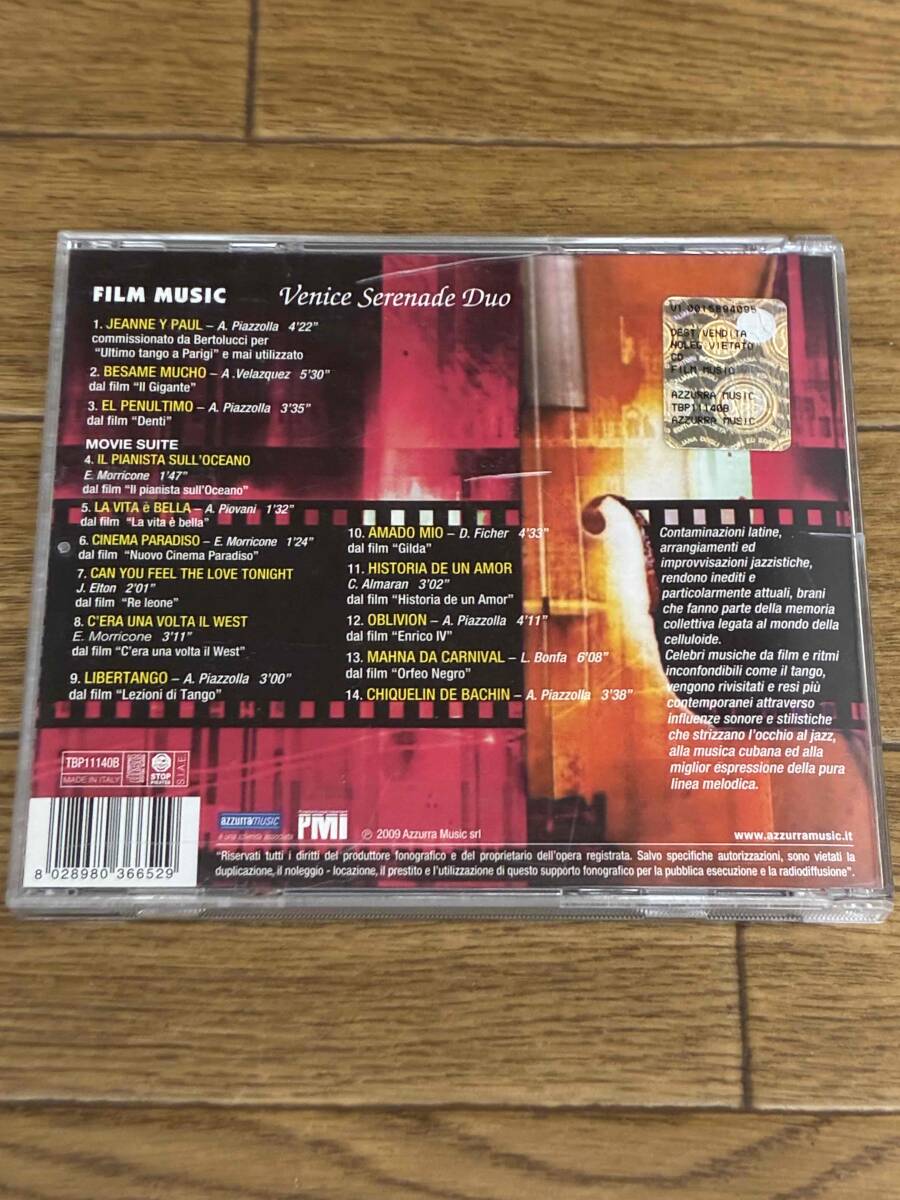 FILM MUSIC Venice Serenade Duo
1. JEANNE Y PAUL – A. Piazzolla 4'22”
commissionato da Bertolucci per
“Ultimo tango a Parigi” e mai utilizzato
2. BESAME MUCHO – A .Velazquez 5'30”
dal film “Il Gigante”
3. EL PENULTIMO – A. Piazzolla 3'35”
dal film “Denti”
MOVIE SUITE
4. IL PIANISTA SULL'OCEANO
E. Morricone 1'47”
dal film “Il pianista sull'Oceano”
5. LA VITA è BELLA – A. Piovani 1'32”
dal film “La vita è bella”
6. CINEMA PARADISO – E. Morricone 1'24”
dal film “Nuovo Cinema Paradiso”
7. CAN YOU FEEL THE LOVE TONIGHT
J. Elton 2'01”
dal film “Re leone”
8. C'ERA UNA VOLTA IL WEST
E. Morricone 3'11”
dal film “C'era una volta il West”
9. LIBERTANGO – A. Piazzolla 3'00”
dal film “Lezioni di Tango”
10. AMADO MIO – D. Ficher 4'33”
dal film “Gilda”
11. HISTORIA DE UN AMOR
C. Almaran 3'02”
dal film “Historia de un Amor”
12. OBLIVION – A. Piazzolla 4'11”
dal film “Enrico IV”
13. MAHNA DA CARNIVAL – L. Bonfa 6'08”
dal film “Orfeo Negro”
14. CHIQUELIN DE BACHIN – A. Piazzolla 3'38”
V1 0015894095
DEST VENDITA
NOLEG VIETATO
CD
FILM MUSIC
AZZURRA MUSIC
TBP11140B
AZZURRA MUSIC
Contaminazioni latine,
arrangiamenti ed
improvvisazioni jazzistiche,
rendono inediti e
particolarmente attuali, brani
che fanno parte della memoria
collettiva legata al mondo della
celluloide.
Celebri musiche da film e ritmi
inconfondibili come il tango,
vengono rivisitati e resi più
contemporanei attraverso
influenze sonore e stilistiche
che strizzano l'occhio al jazz,
alla musica cubana ed alla
miglior espressione della pura
linea melodica.
TBP11140B
MADE IN ITALY
STOP
S.I.A.E.
8 028980 366529
azzurramusic
è una azienda associata
PMI
℗ 2009 Azzurra Music srl
www.azzurramusic.it
“Riservati tutti i diritti del produttore fonografico e del proprietario dell'opera registrata. Salvo specifiche autorizzazioni, sono vietati la
duplicazione, il noleggio - locazione, il prestito e l'utilizzazione di questo supporto fonografico per la pubblica esecuzione e la radiodiffusione”.